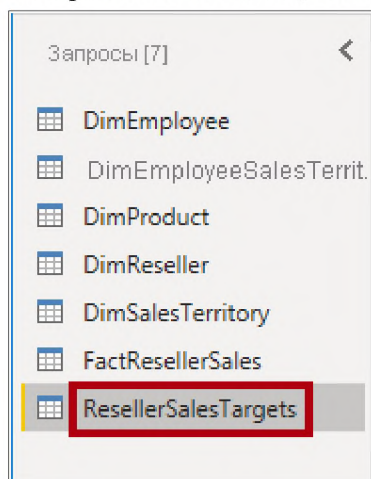 Запросы [7]
DimEmployee
DimEmployeeSalesTerrit.
DimProduct
DimReseller
DimSalesTerritory
FactResellerSales
ResellerSalesTargets